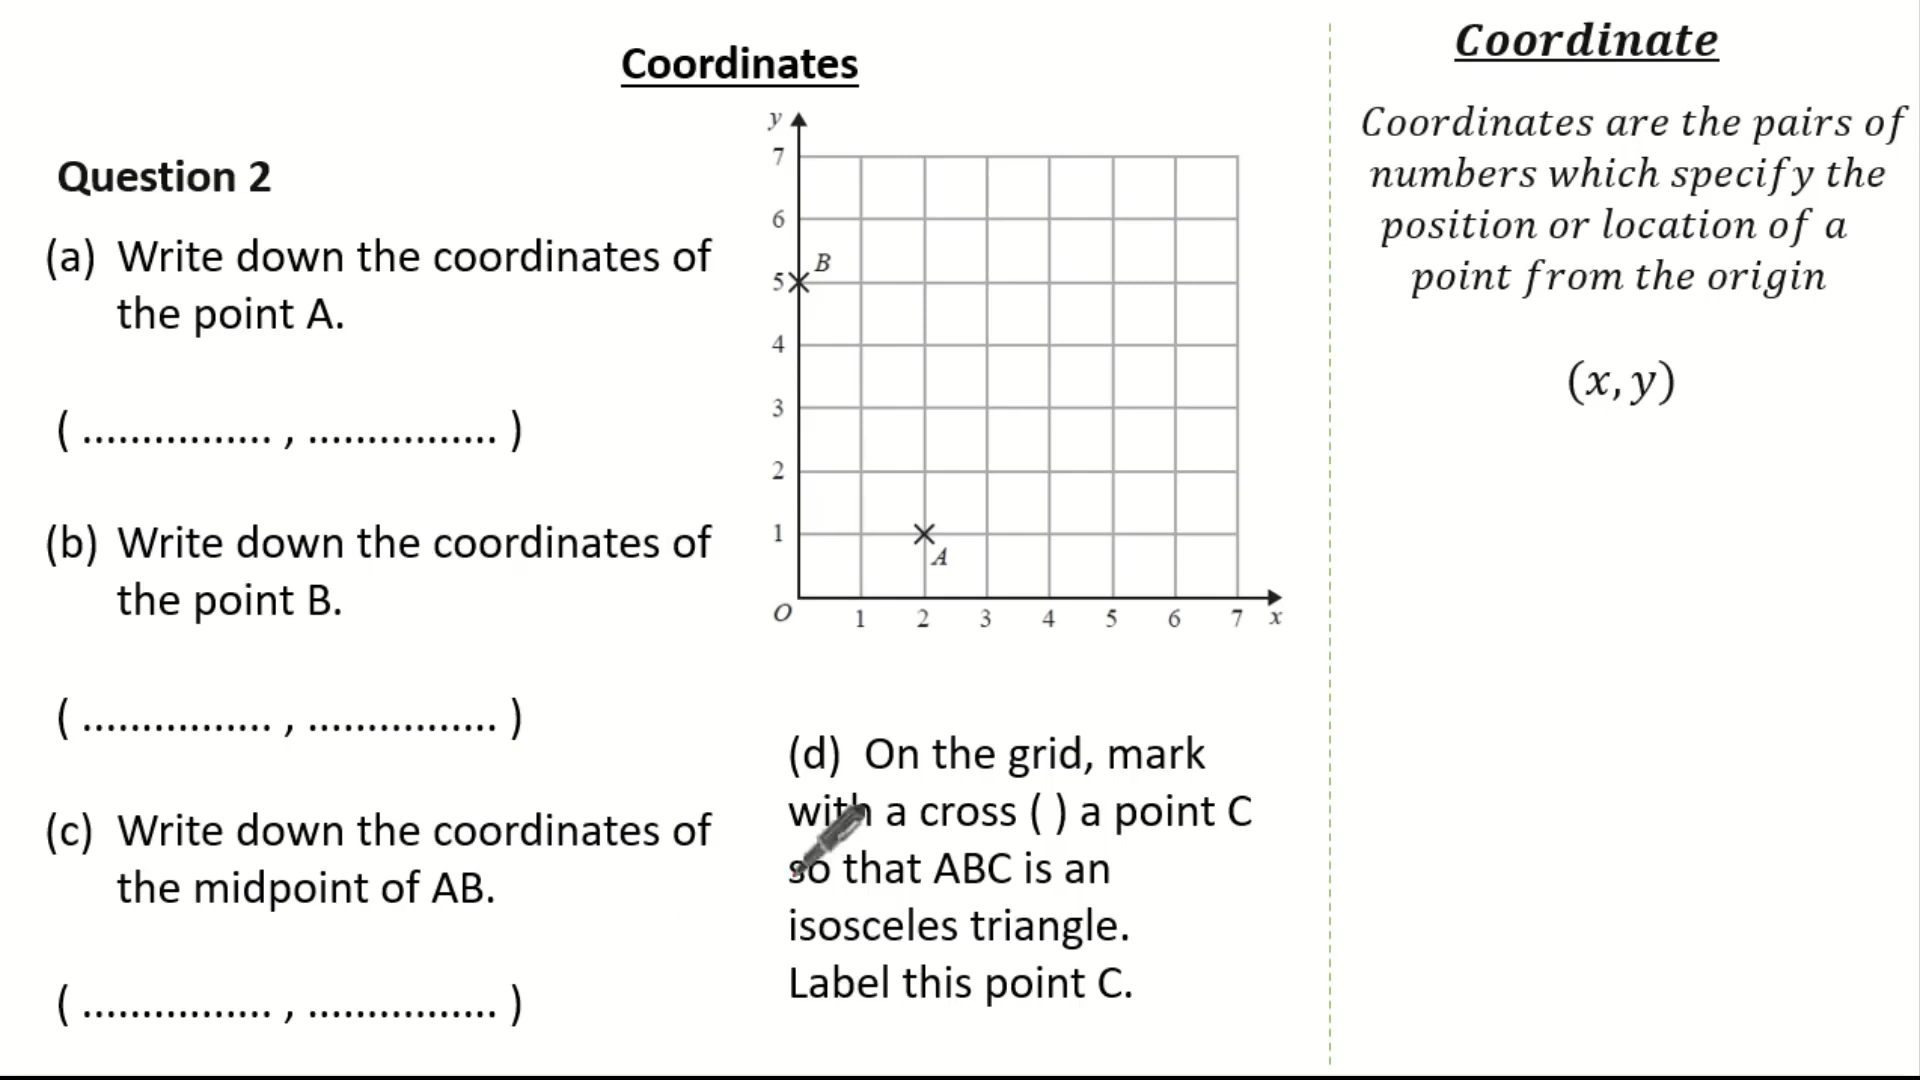 Coordinates
Question 2
(a) Write down the coordinates of
the point A.
( ................ , ................ )
(b) Write down the coordinates of
the point B.
( ................ , ................ )
(c) Write down the coordinates of
the midpoint of AB.
( ................ , ................ )
y
7
6
5
B
4
3
2
1
A
O
1 2 3 4 5 6 7 x
(d) On the grid, mark
with a cross ( ) a point C
so that ABC is an
isosceles triangle.
Label this point C.
Coordinate
Coordinates are the pairs of
numbers which specify the
position or location of a
point from the origin
(x, y)